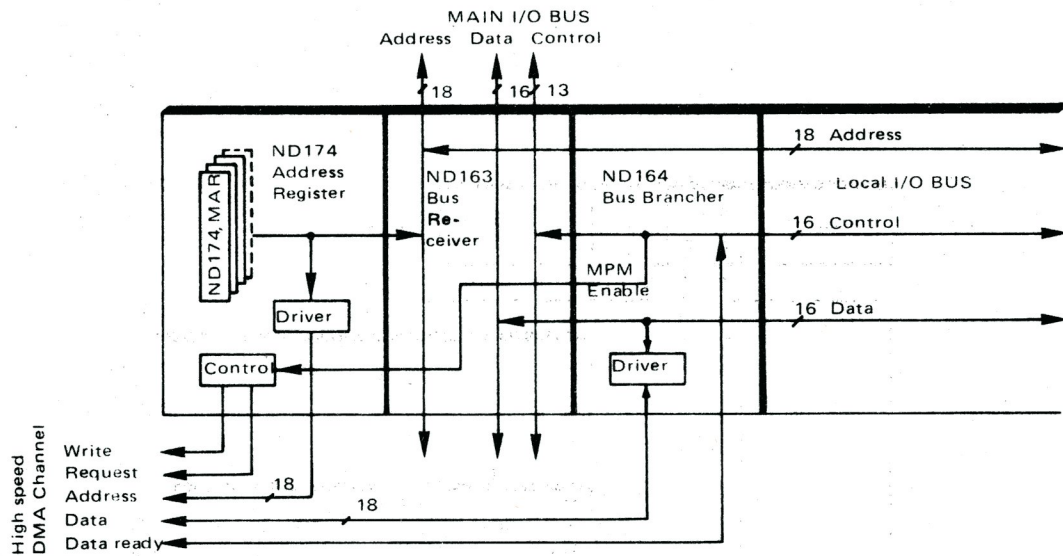 MAIN I/O BUS
Address Data Control
18 16 13
ND174
Address
Register
ND174, MAR
ND163
Bus
Re-
ceiver
ND164
Bus Brancher
18 Address
Local I/O BUS
16 Control
MPM
Enable
16 Data
Driver
Driver
Control
High speed
DMA Channel
Write
Request
Address
18
Data
18
Data ready